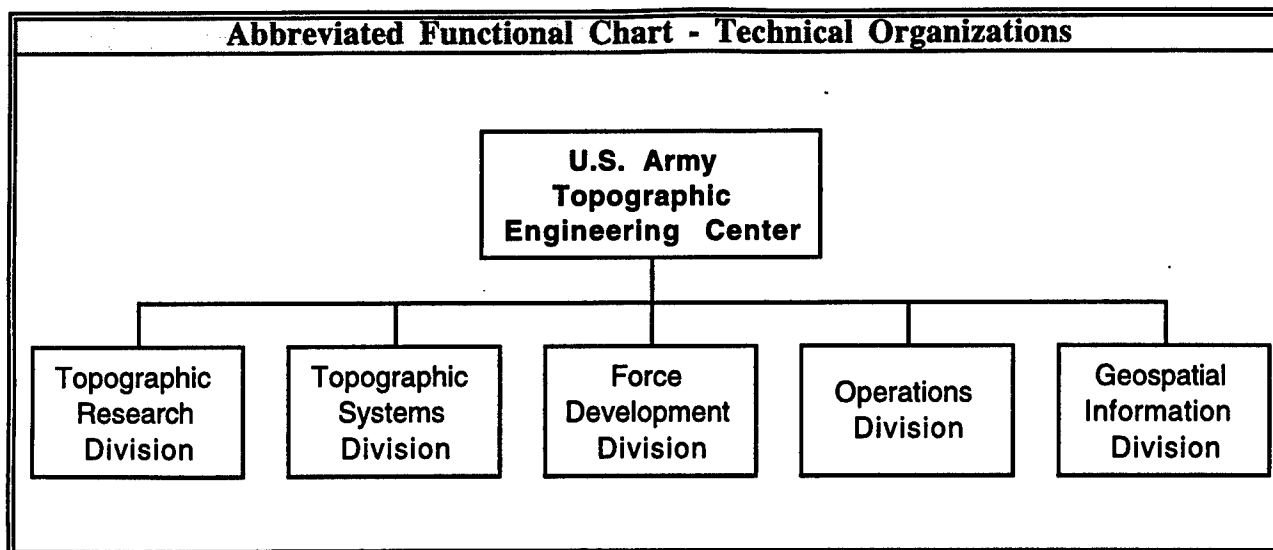 Abbreviated Functional Chart - Technical Organizations
U.S. Army
Topographic
Engineering Center
Topographic
Research
Division
Topographic
Systems
Division
Force
Development
Division
Operations
Division
Geospatial
Information
Division